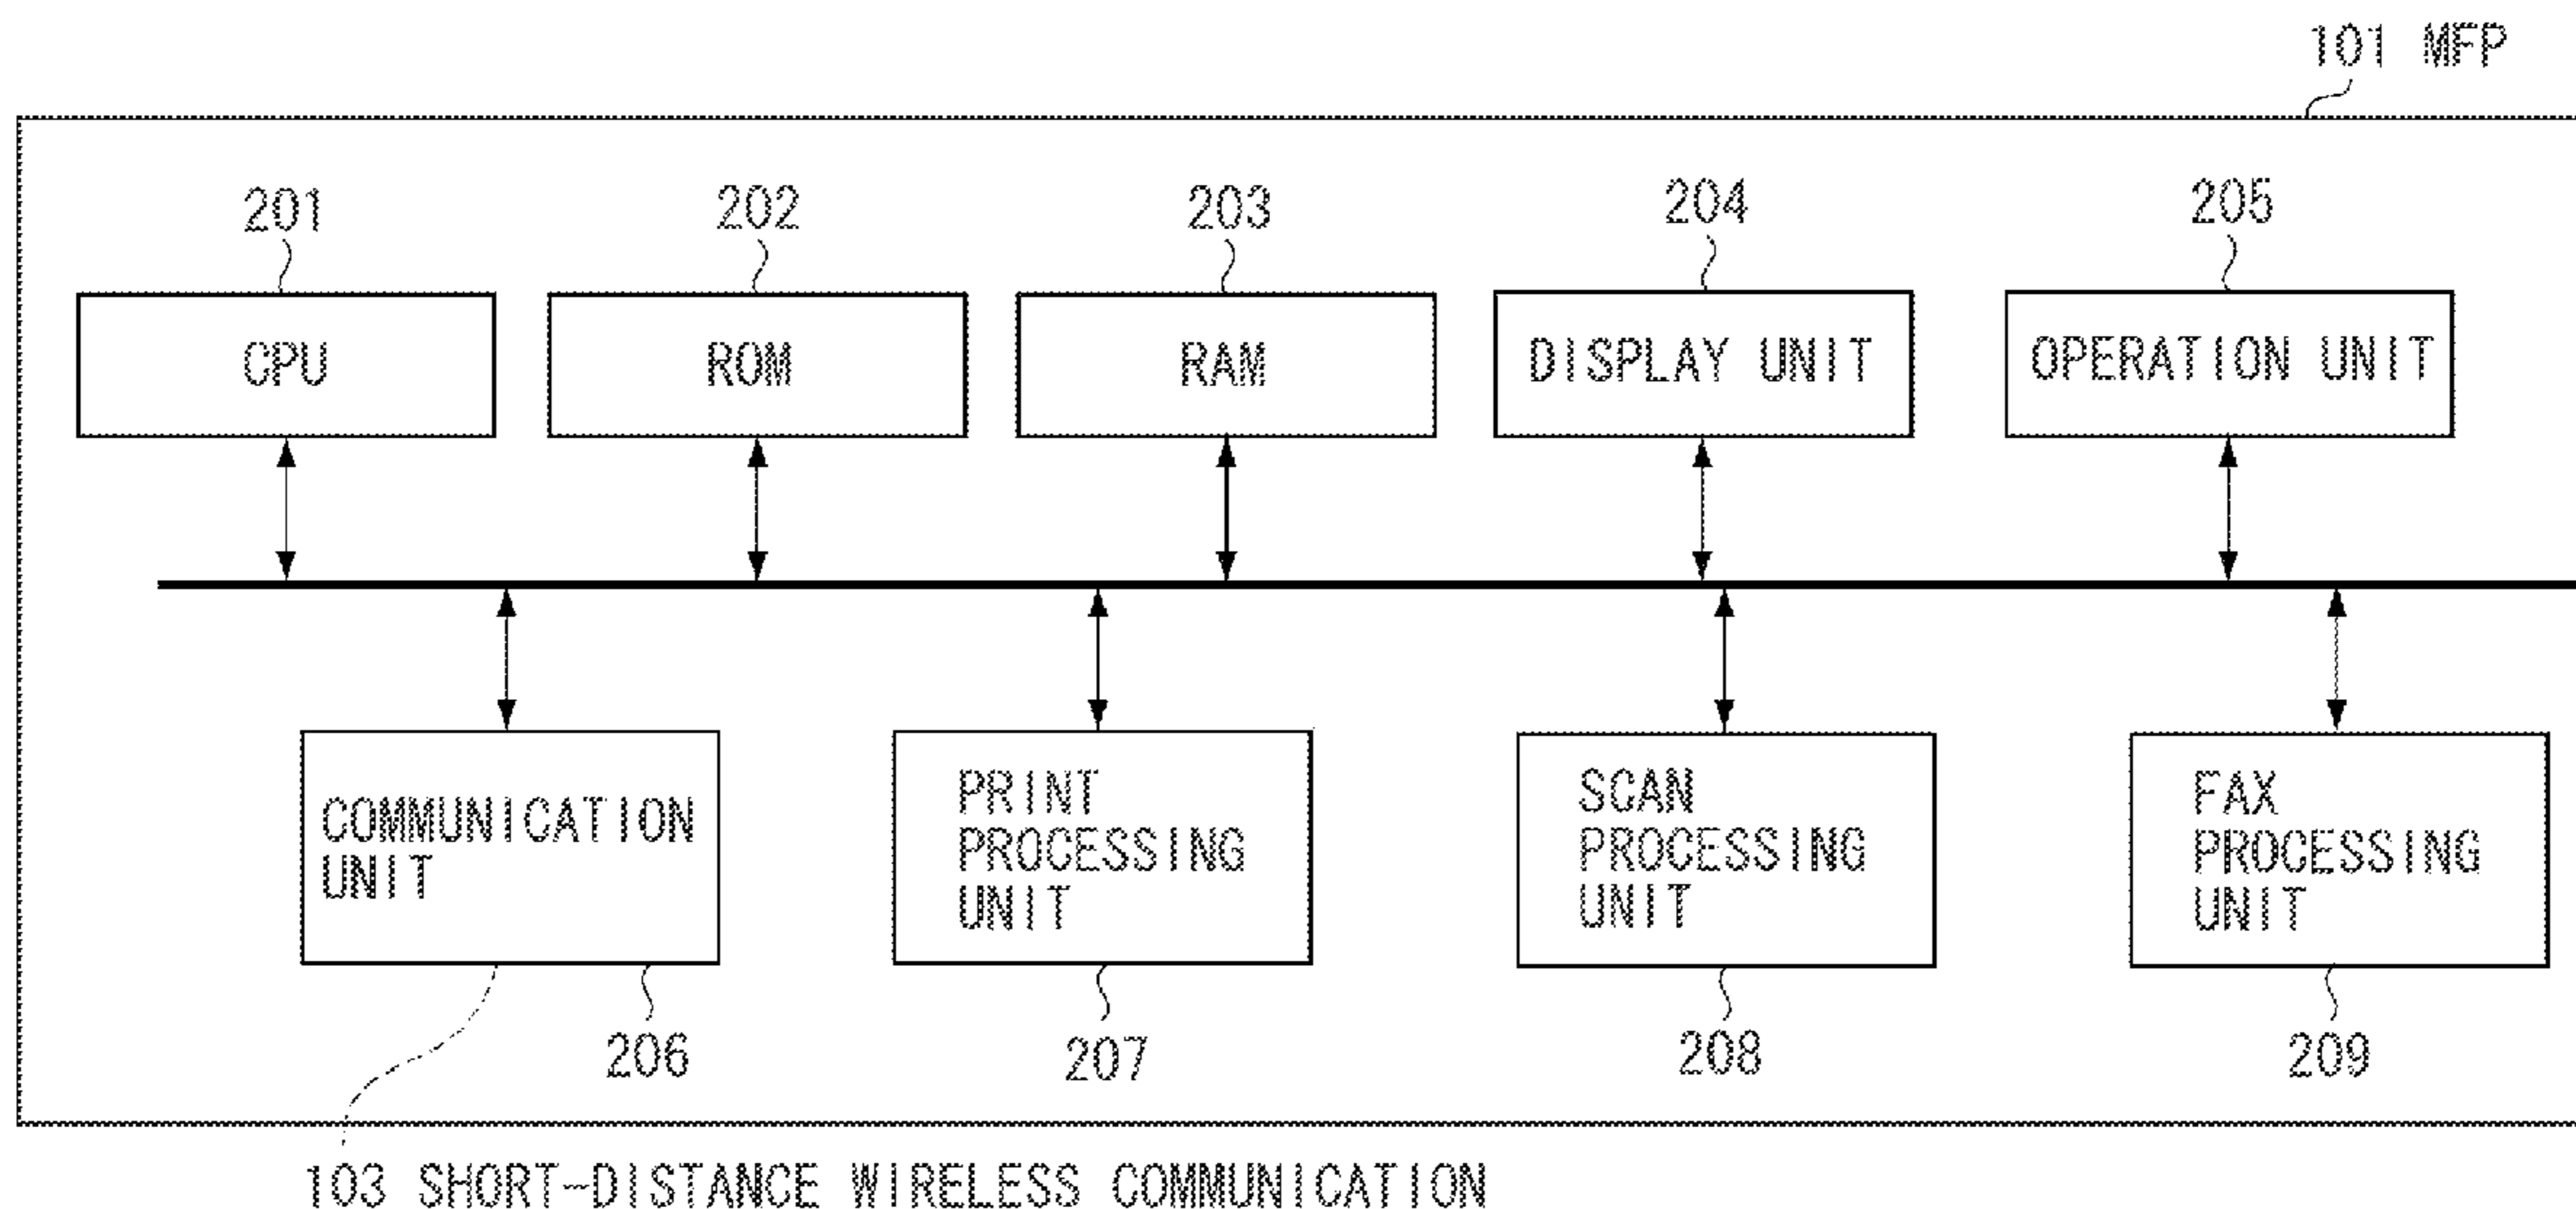 101 MFP
201
202
203
204
205
CPU
ROM
RAM
DISPLAY UNIT
OPERATION UNIT
COMMUNICATION
UNIT
PRINT
PROCESSING
UNIT
SCAN
PROCESSING
UNIT
FAX
PROCESSING
UNIT
206
207
208
209
103 SHORT-DISTANCE WIRELESS COMMUNICATION